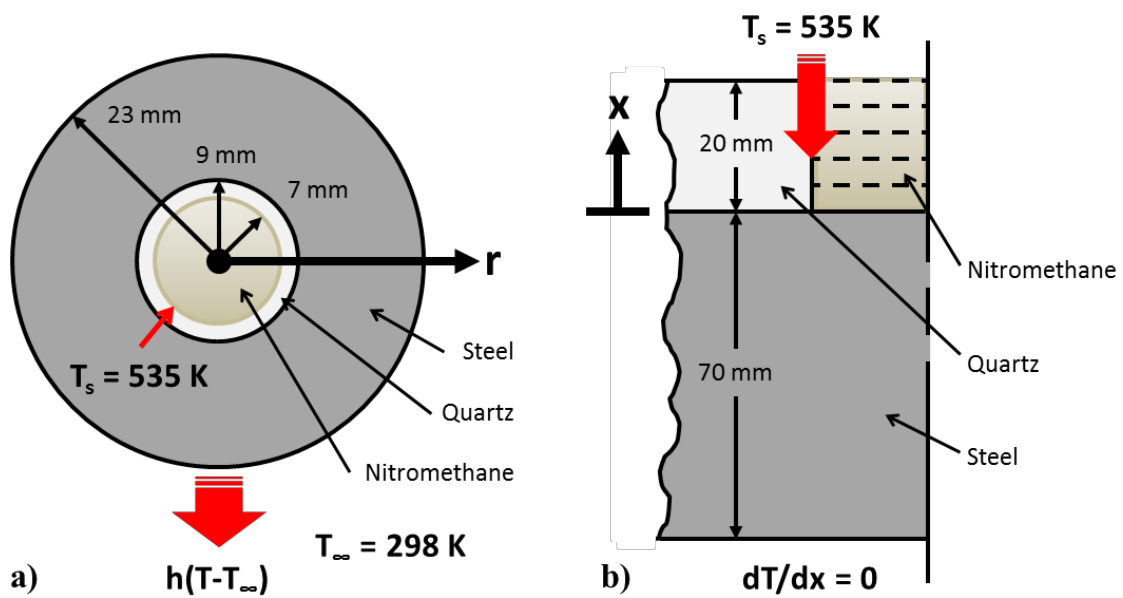 23 mm
9 mm
7 mm
r
Steel
Tₛ = 535 K
Quartz
Nitromethane
T∞ = 298 K
a)
h(T-T∞)
Tₛ = 535 K
x
20 mm
Nitromethane
Quartz
70 mm
Steel
b)
dT/dx = 0